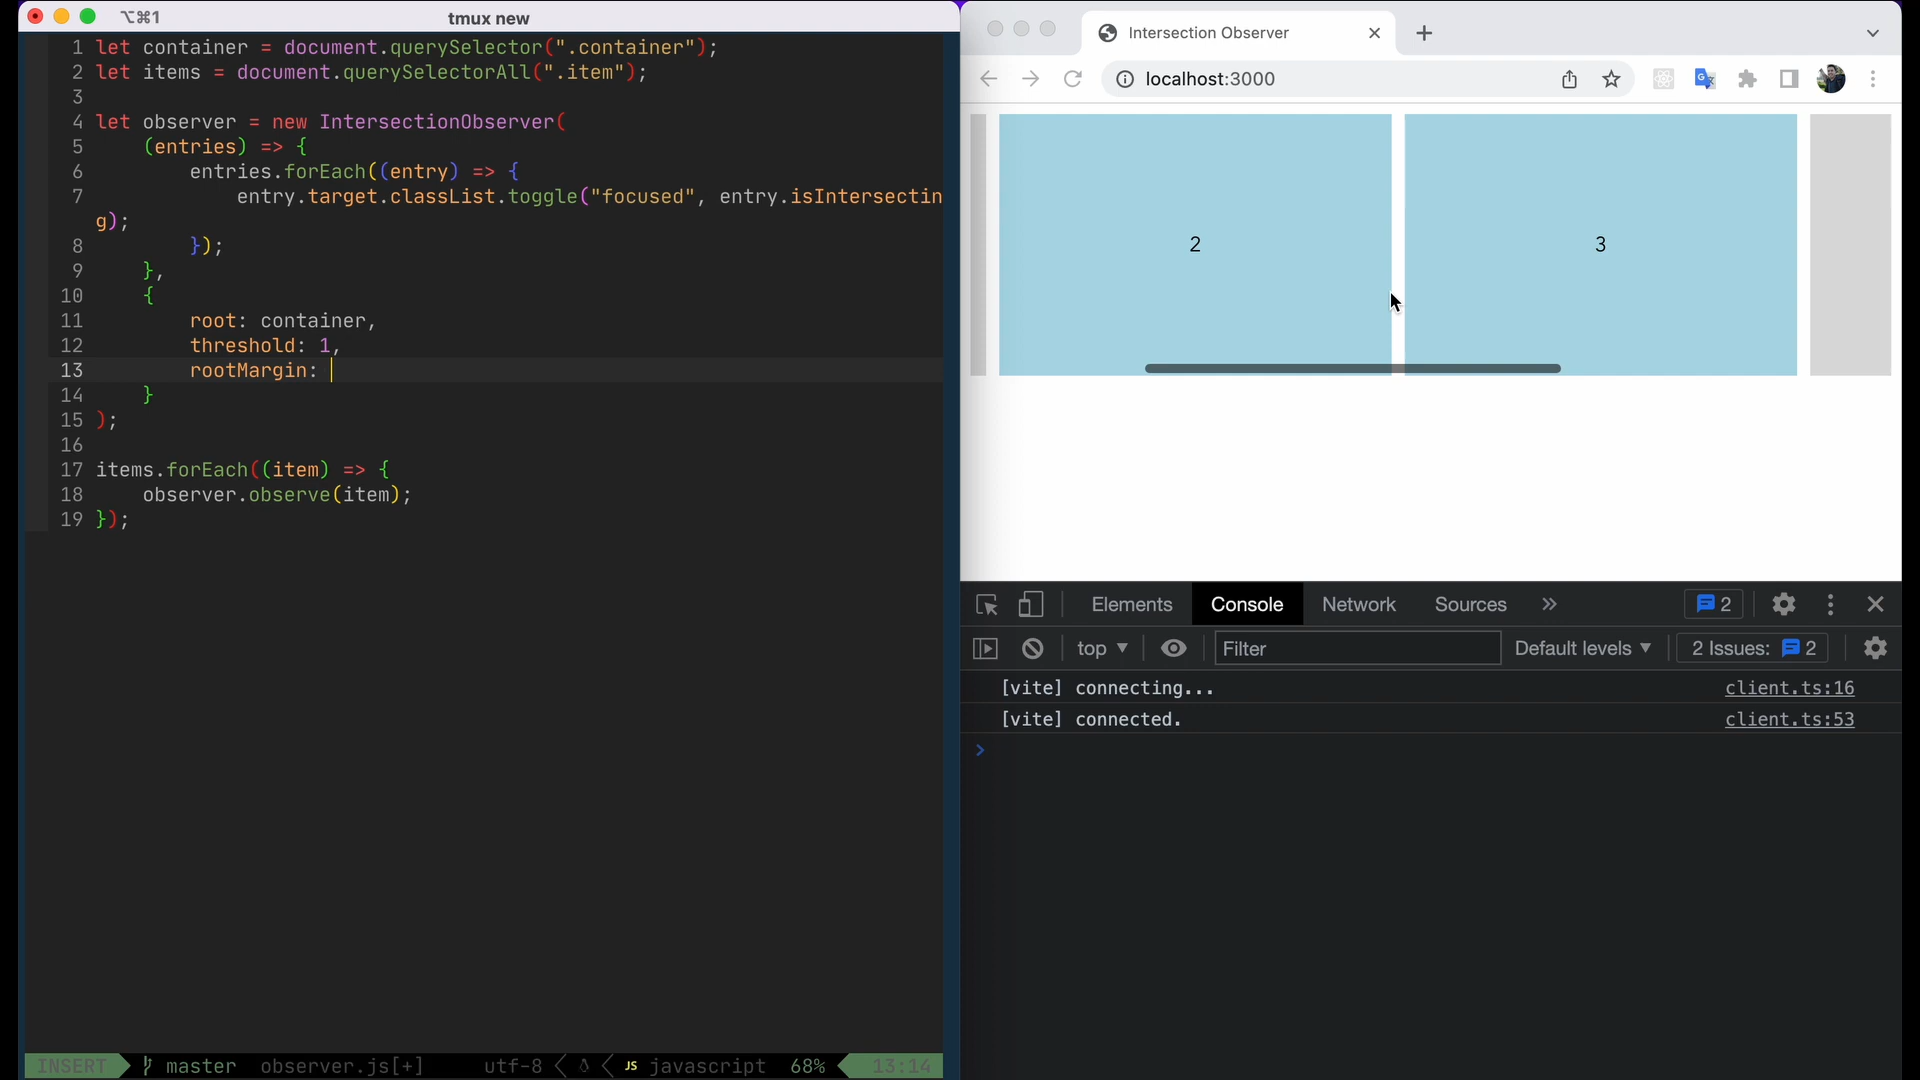 ⌥⌘1 tmux new
1 let container = document.querySelector(".container");
2 let items = document.querySelectorAll(".item");
3
4 let observer = new IntersectionObserver(
5     (entries) => {
6         entries.forEach((entry) => {
7             entry.target.classList.toggle("focused", entry.isIntersectin
g);
8         });
9     },
10     {
11         root: container,
12         threshold: 1,
13         rootMargin:
14     }
15 );
16
17 items.forEach((item) => {
18     observer.observe(item);
19 });
INSERT master observer.js[+] utf-8 JS javascript 68% 13:14
Intersection Observer
localhost:3000
2 3
Elements Console Network Sources » 2
top ▼ Filter Default levels ▼ 2 Issues: 2
[vite] connecting... client.ts:16
[vite] connected. client.ts:53
>